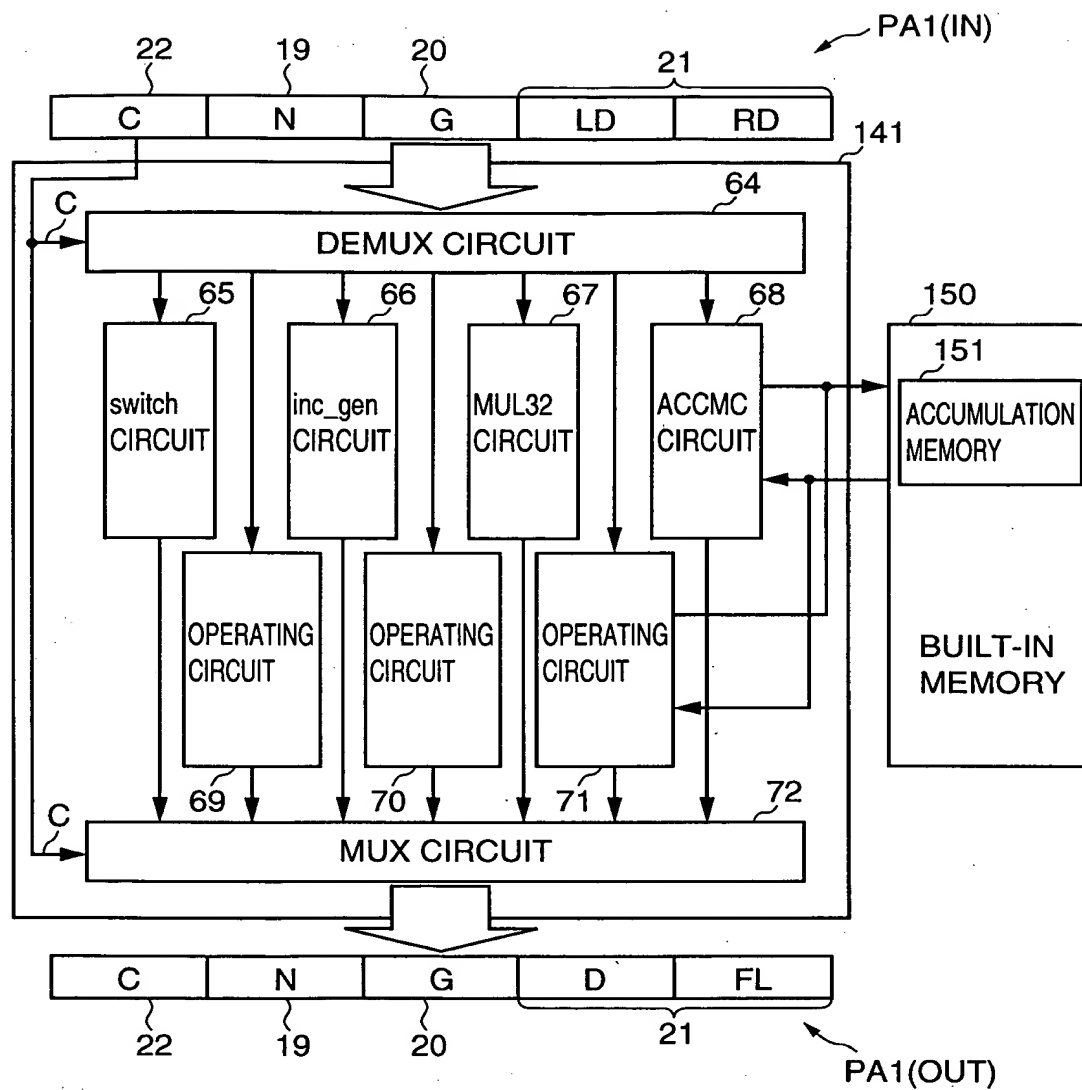 PA1(IN)
22
19
20
21
C
N
G
LD
RD
141
C
64
DEMUX CIRCUIT
65
66
67
68
150
151
switch
CIRCUIT
inc_gen
CIRCUIT
MUL32
CIRCUIT
ACCMC
CIRCUIT
ACCUMULATION
MEMORY
OPERATING
CIRCUIT
OPERATING
CIRCUIT
OPERATING
CIRCUIT
BUILT-IN
MEMORY
69
70
71
72
C
MUX CIRCUIT
C
N
G
D
FL
22
19
20
21
PA1(OUT)